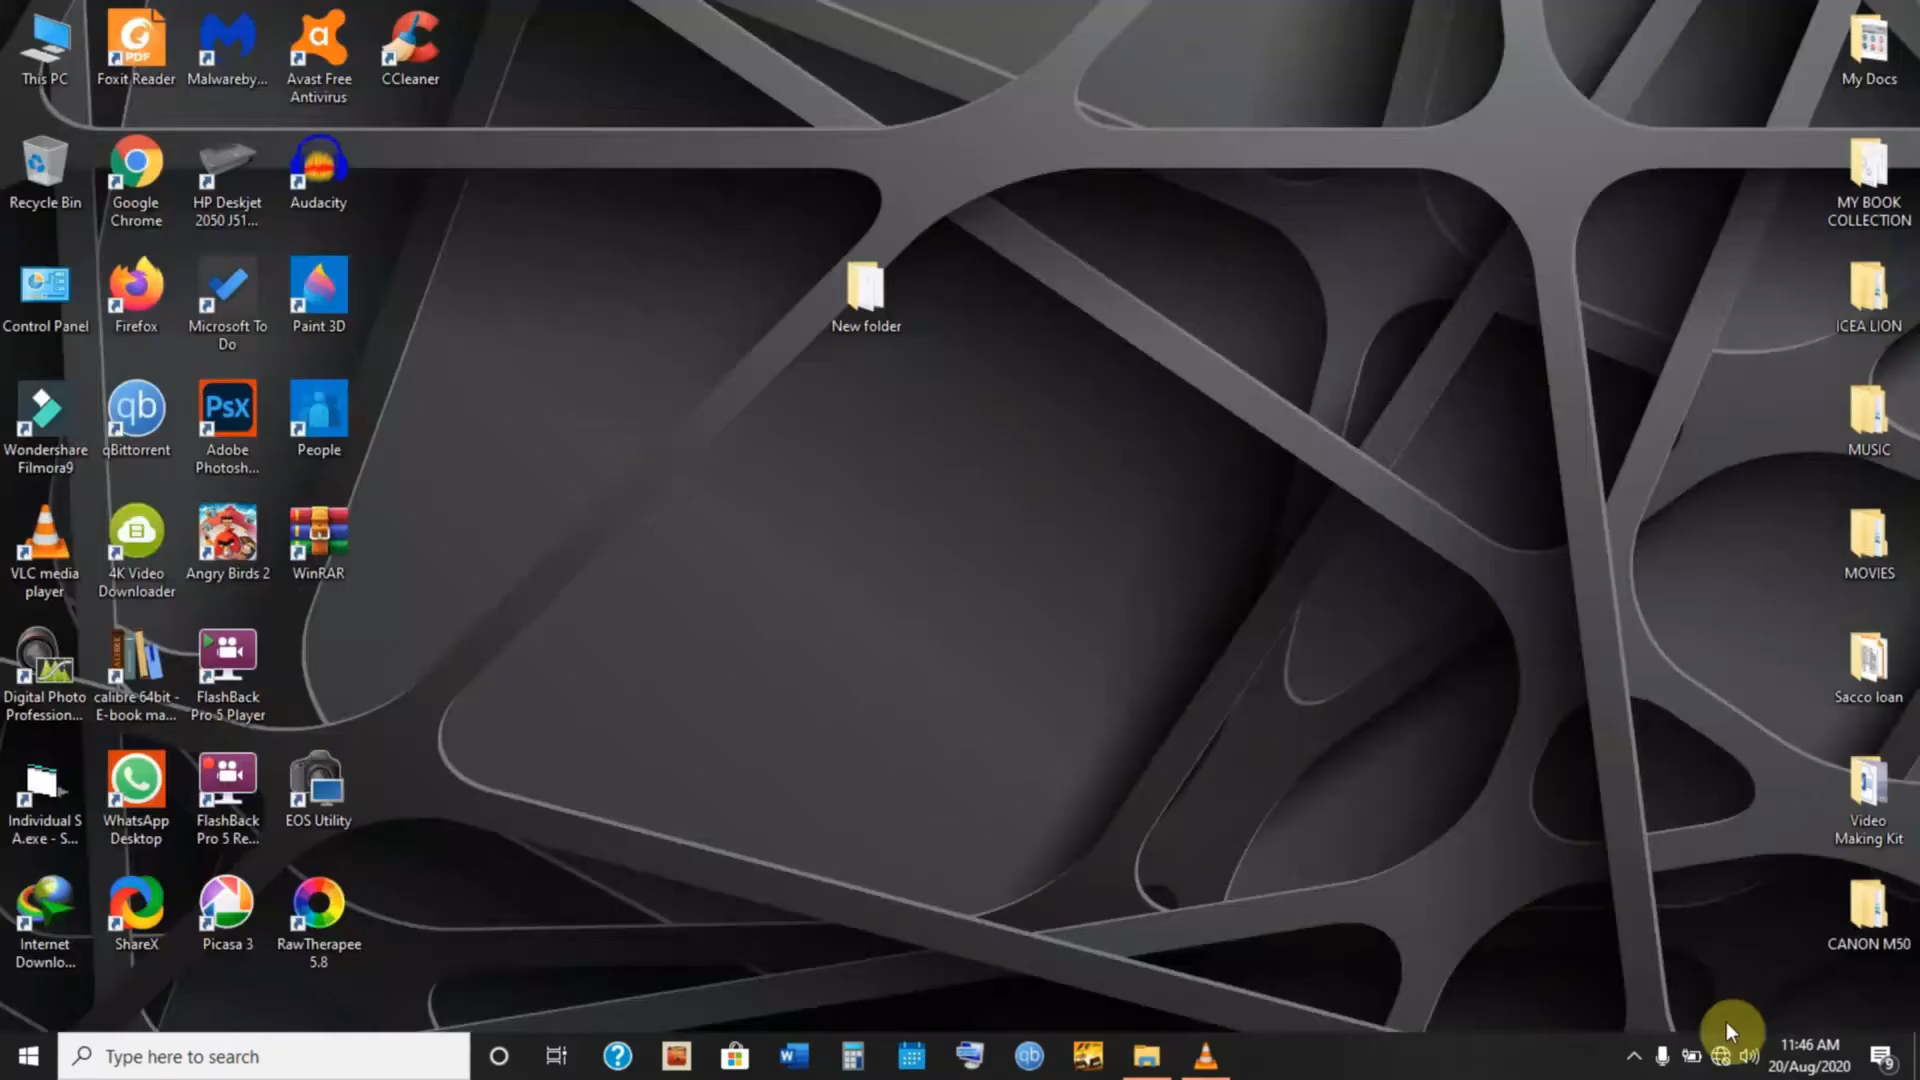 This PC
Foxit Reader
Malwareby...
Avast Free
Antivirus
CCleaner
My Docs
Recycle Bin
Google
Chrome
HP Deskjet
2050 J51...
Audacity
MY BOOK
COLLECTION
Control Panel
Firefox
Microsoft To
Do
Paint 3D
New folder
ICEA LION
Wondershare
Filmora9
qBittorrent
Adobe
Photosh...
People
MUSIC
VLC media
player
4K Video
Downloader
Angry Birds 2
WinRAR
MOVIES
Digital Photo
Profession...
calibre 64bit -
E-book ma...
FlashBack
Pro 5 Player
Sacco loan
Individual S
A.exe - S...
WhatsApp
Desktop
FlashBack
Pro 5 Re...
EOS Utility
Video
Making Kit
Internet
Downlo...
ShareX
Picasa 3
RawTherapee
5.8
CANON M50
Type here to search
11:46 AM
20/Aug/2020
9
PDF
a
qb
PsX
W
qb
?